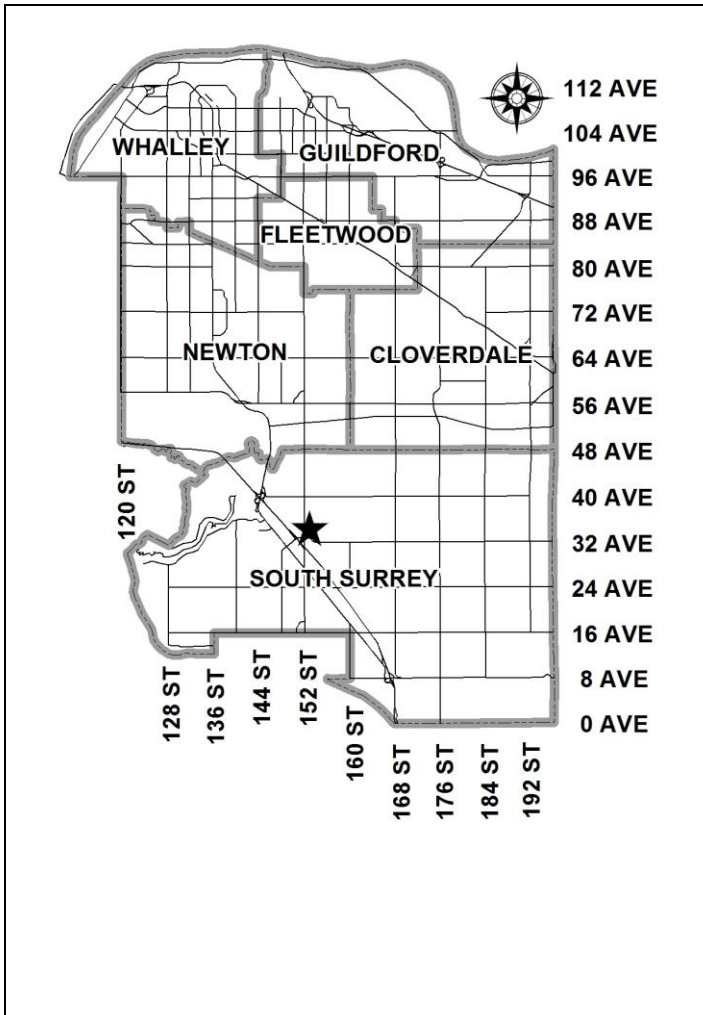 112 AVE
104 AVE
WHALLEY
GUILDFORD
96 AVE
88 AVE
FLEETWOOD
80 AVE
72 AVE
NEWTON
CLOVERDALE
64 AVE
56 AVE
48 AVE
120 ST
40 AVE
32 AVE
SOUTH SURREY
24 AVE
16 AVE
8 AVE
0 AVE
128 ST
136 ST
144 ST
152 ST
160 ST
168 ST
176 ST
184 ST
192 ST